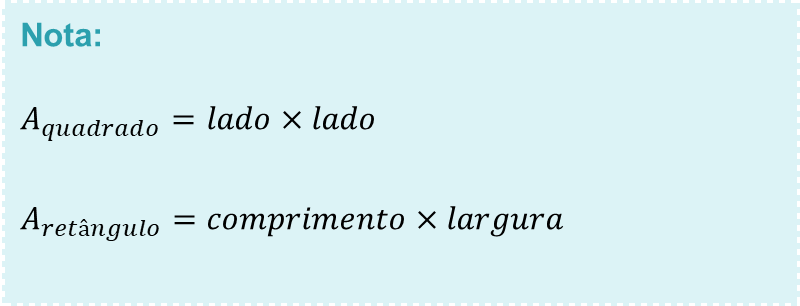 Nota:
A_quadrado = lado × lado
A_retângulo = comprimento × largura